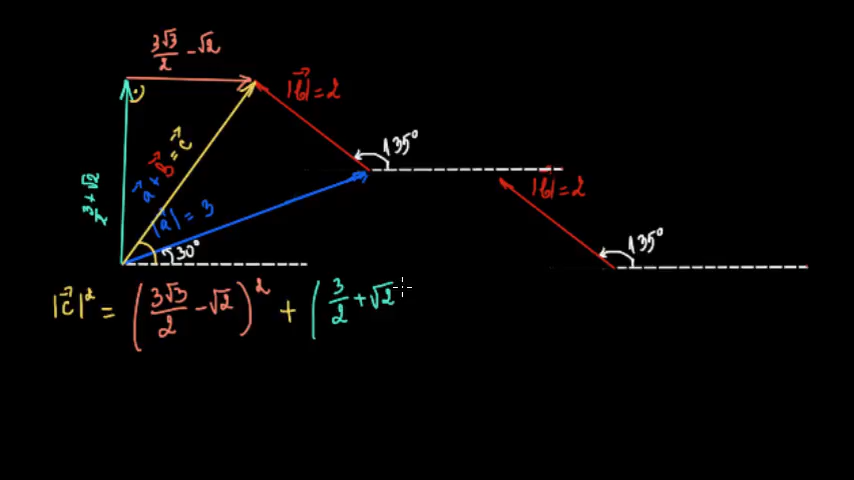 3√3/2 - √2
|b⃗| = 2
135°
3/2 + √2
a⃗ + b⃗ = c⃗
|a⃗| = 3
30°
|b⃗| = 2
135°
|c⃗|² = (3√3/2 - √2)² + (3/2 + √2